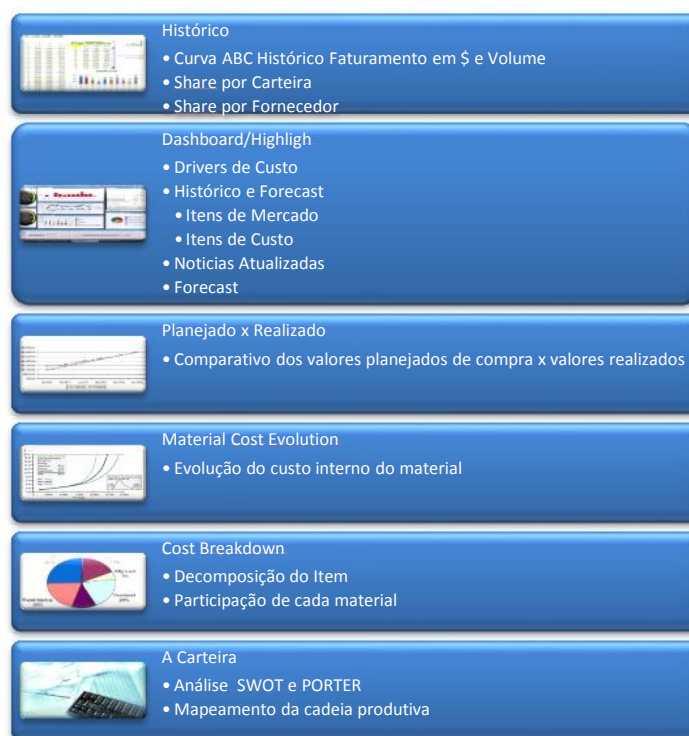 Histórico
• Curva ABC Histórico Faturamento em $ e Volume
• Share por Carteira
• Share por Fornecedor
Dashboard/Highligh
• Drivers de Custo
• Histórico e Forecast
• Itens de Mercado
• Itens de Custo
• Noticias Atualizadas
• Forecast
Planejado x Realizado
• Comparativo dos valores planejados de compra x valores realizados
Material Cost Evolution
• Evolução do custo interno do material
Cost Breakdown
• Decomposição do Item
• Participação de cada material
A Carteira
• Análise SWOT e PORTER
• Mapeamento da cadeia produtiva